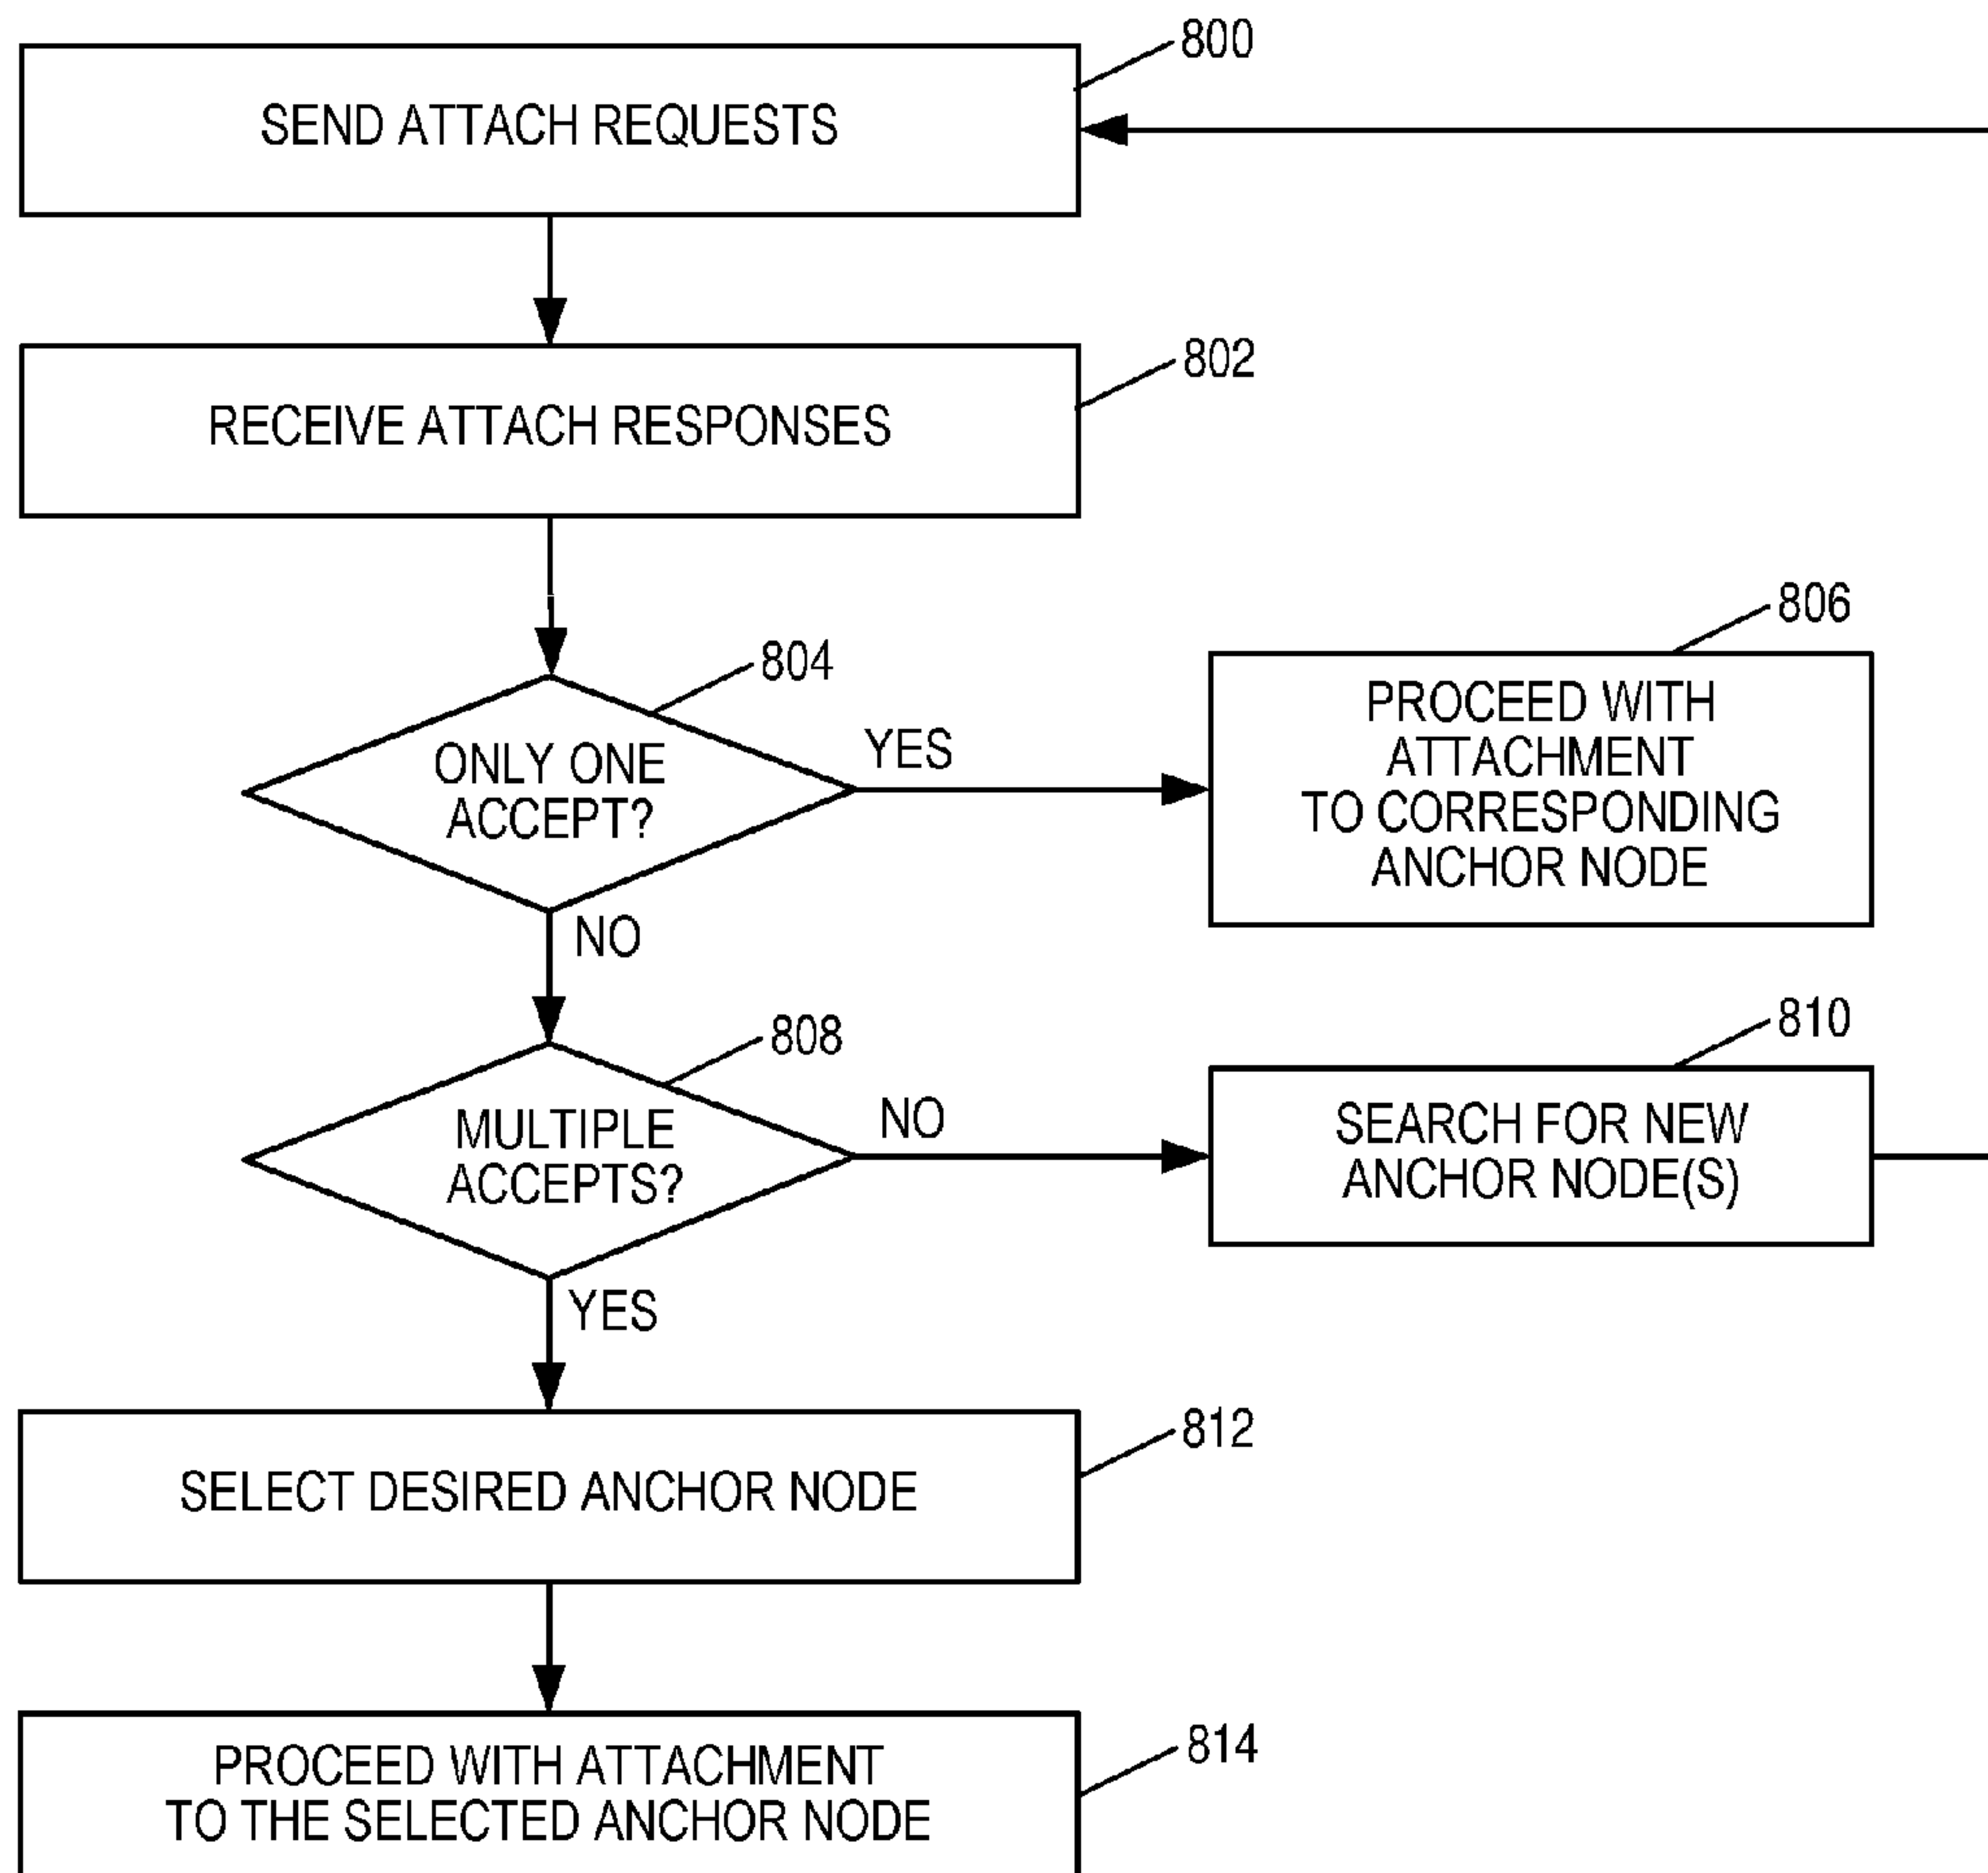 800
SEND ATTACH REQUESTS
802
RECEIVE ATTACH RESPONSES
804
ONLY ONE
ACCEPT?
YES
NO
806
PROCEED WITH
ATTACHMENT
TO CORRESPONDING
ANCHOR NODE
808
MULTIPLE
ACCEPTS?
NO
YES
810
SEARCH FOR NEW
ANCHOR NODE(S)
812
SELECT DESIRED ANCHOR NODE
814
PROCEED WITH ATTACHMENT
TO THE SELECTED ANCHOR NODE